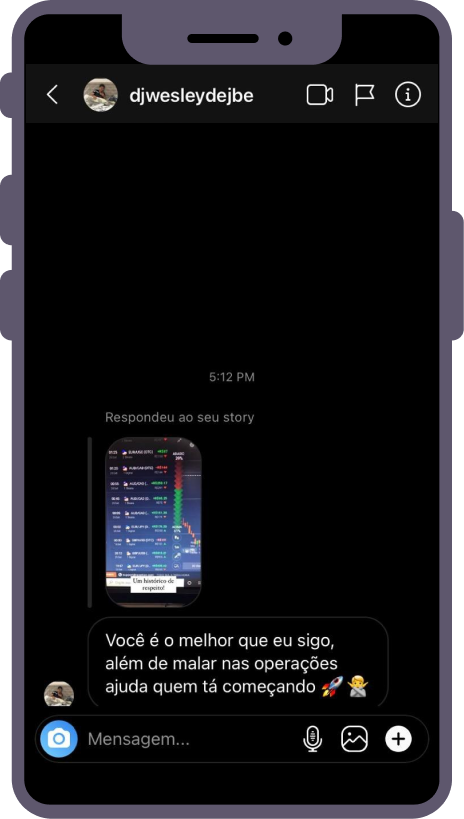 djwesleydejbe
5:12 PM
Respondeu ao seu story
Um histórico de
respeito!
Você é o melhor que eu sigo,
além de malar nas operações
ajuda quem tá começando 🚀 🙅
Mensagem...